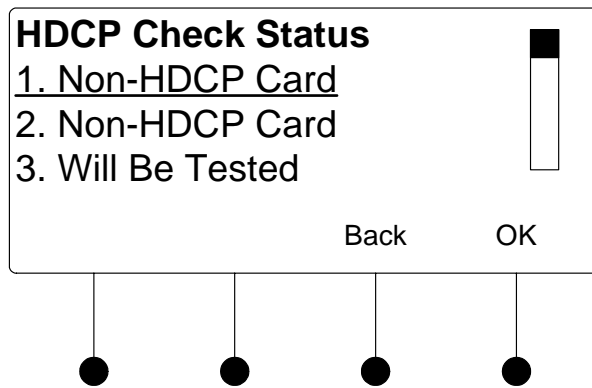 HDCP Check Status
1. Non-HDCP Card
2. Non-HDCP Card
3. Will Be Tested
Back OK